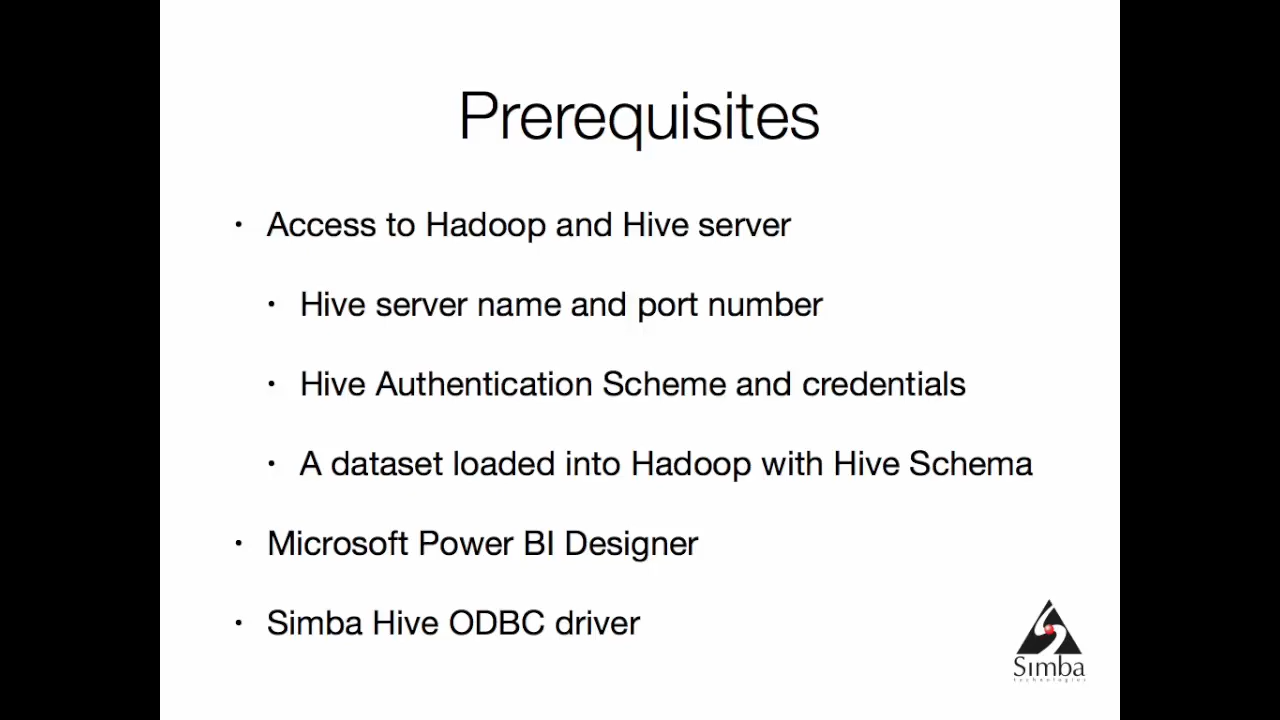 Prerequisites
• Access to Hadoop and Hive server
• Hive server name and port number
• Hive Authentication Scheme and credentials
• A dataset loaded into Hadoop with Hive Schema
• Microsoft Power BI Designer
• Simba Hive ODBC driver
Simba
technologies